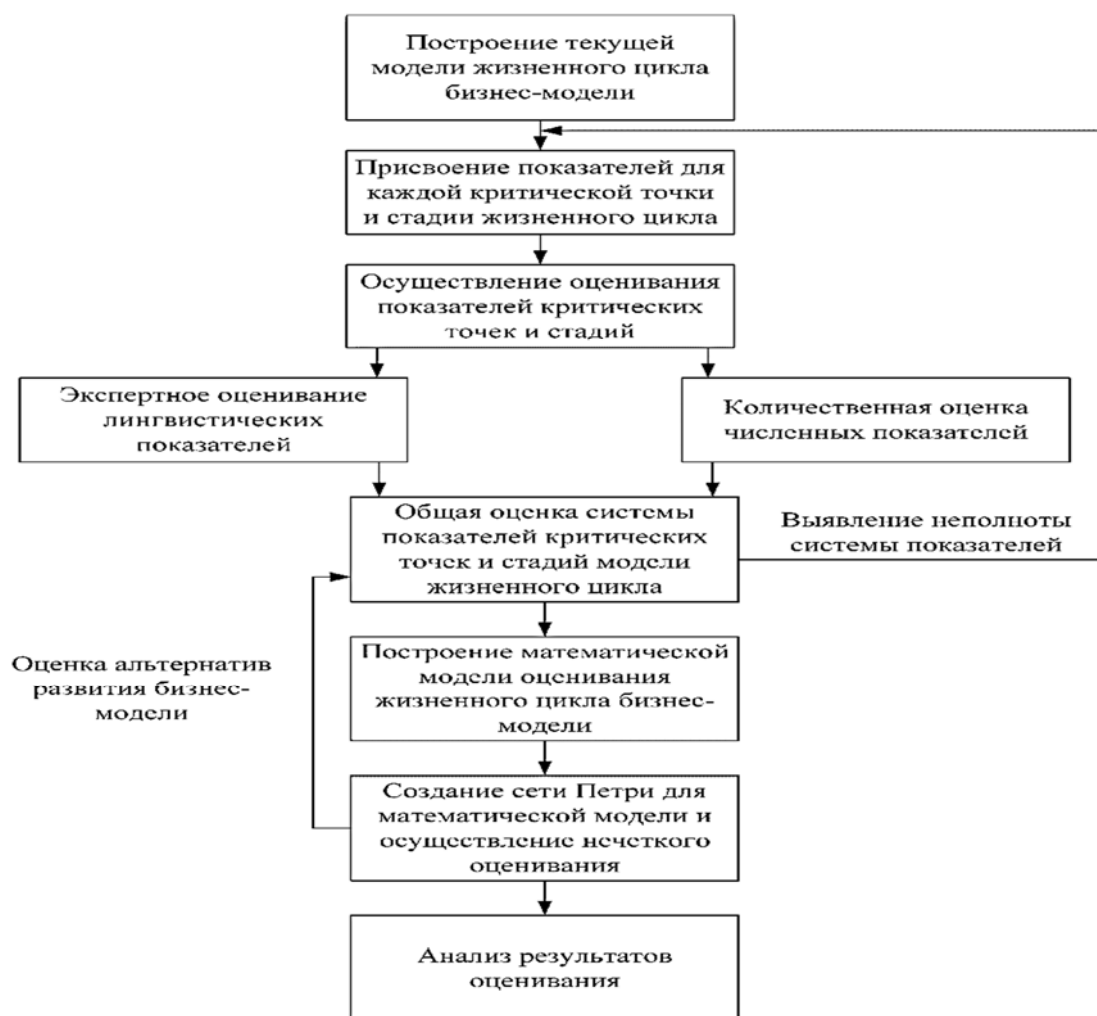 Построение текущей
модели жизненного цикла
бизнес-модели
Присвоение показателей для
каждой критической точки
и стадии жизненного цикла
Осуществление оценивания
показателей критических
точек и стадий
Экспертное оценивание
лингвистических
показателей
Количественная оценка
численных показателей
Общая оценка системы
показателей критических
точек и стадий модели
жизненного цикла
Выявление неполноты
системы показателей
Оценка альтернатив
развития бизнес-
модели
Построение математической
модели оценивания
жизненного цикла бизнес-
модели
Создание сети Петри для
математической модели и
осуществление нечеткого
оценивания
Анализ результатов
оценивания